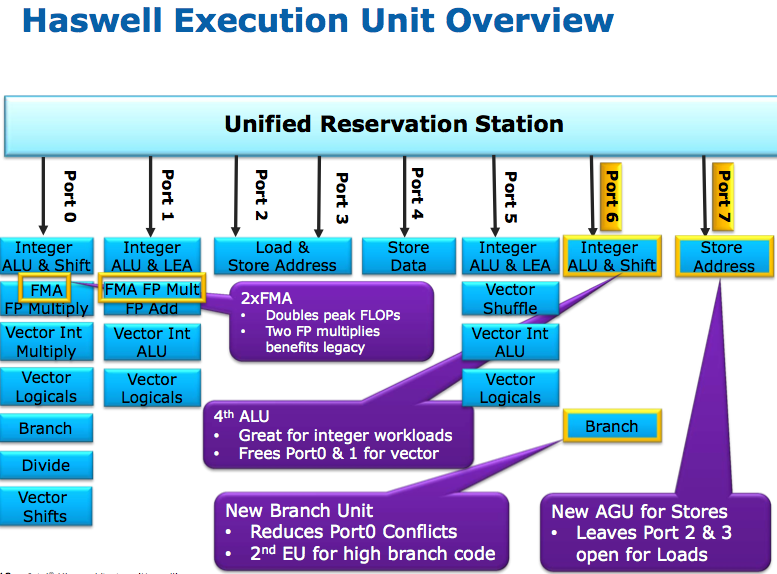 Haswell Execution Unit Overview
Unified Reservation Station
Port 0
Port 1
Port 2
Port 3
Port 4
Port 5
Port 6
Port 7
Integer
ALU & Shift
Integer
ALU & LEA
Load &
Store Address
Store
Data
Integer
ALU & LEA
Integer
ALU & Shift
Store
Address
FMA
FP Multiply
FMA FP Mult
FP Add
2xFMA
• Doubles peak FLOPs
• Two FP multiplies
benefits legacy
Vector
Shuffle
Vector Int
Multiply
Vector Int
ALU
Vector Int
ALU
Vector
Logicals
Vector
Logicals
Vector
Logicals
4th ALU
• Great for integer workloads
• Frees Port0 & 1 for vector
Branch
Branch
Divide
Vector
Shifts
New Branch Unit
• Reduces Port0 Conflicts
• 2nd EU for high branch code
New AGU for Stores
• Leaves Port 2 & 3
open for Loads